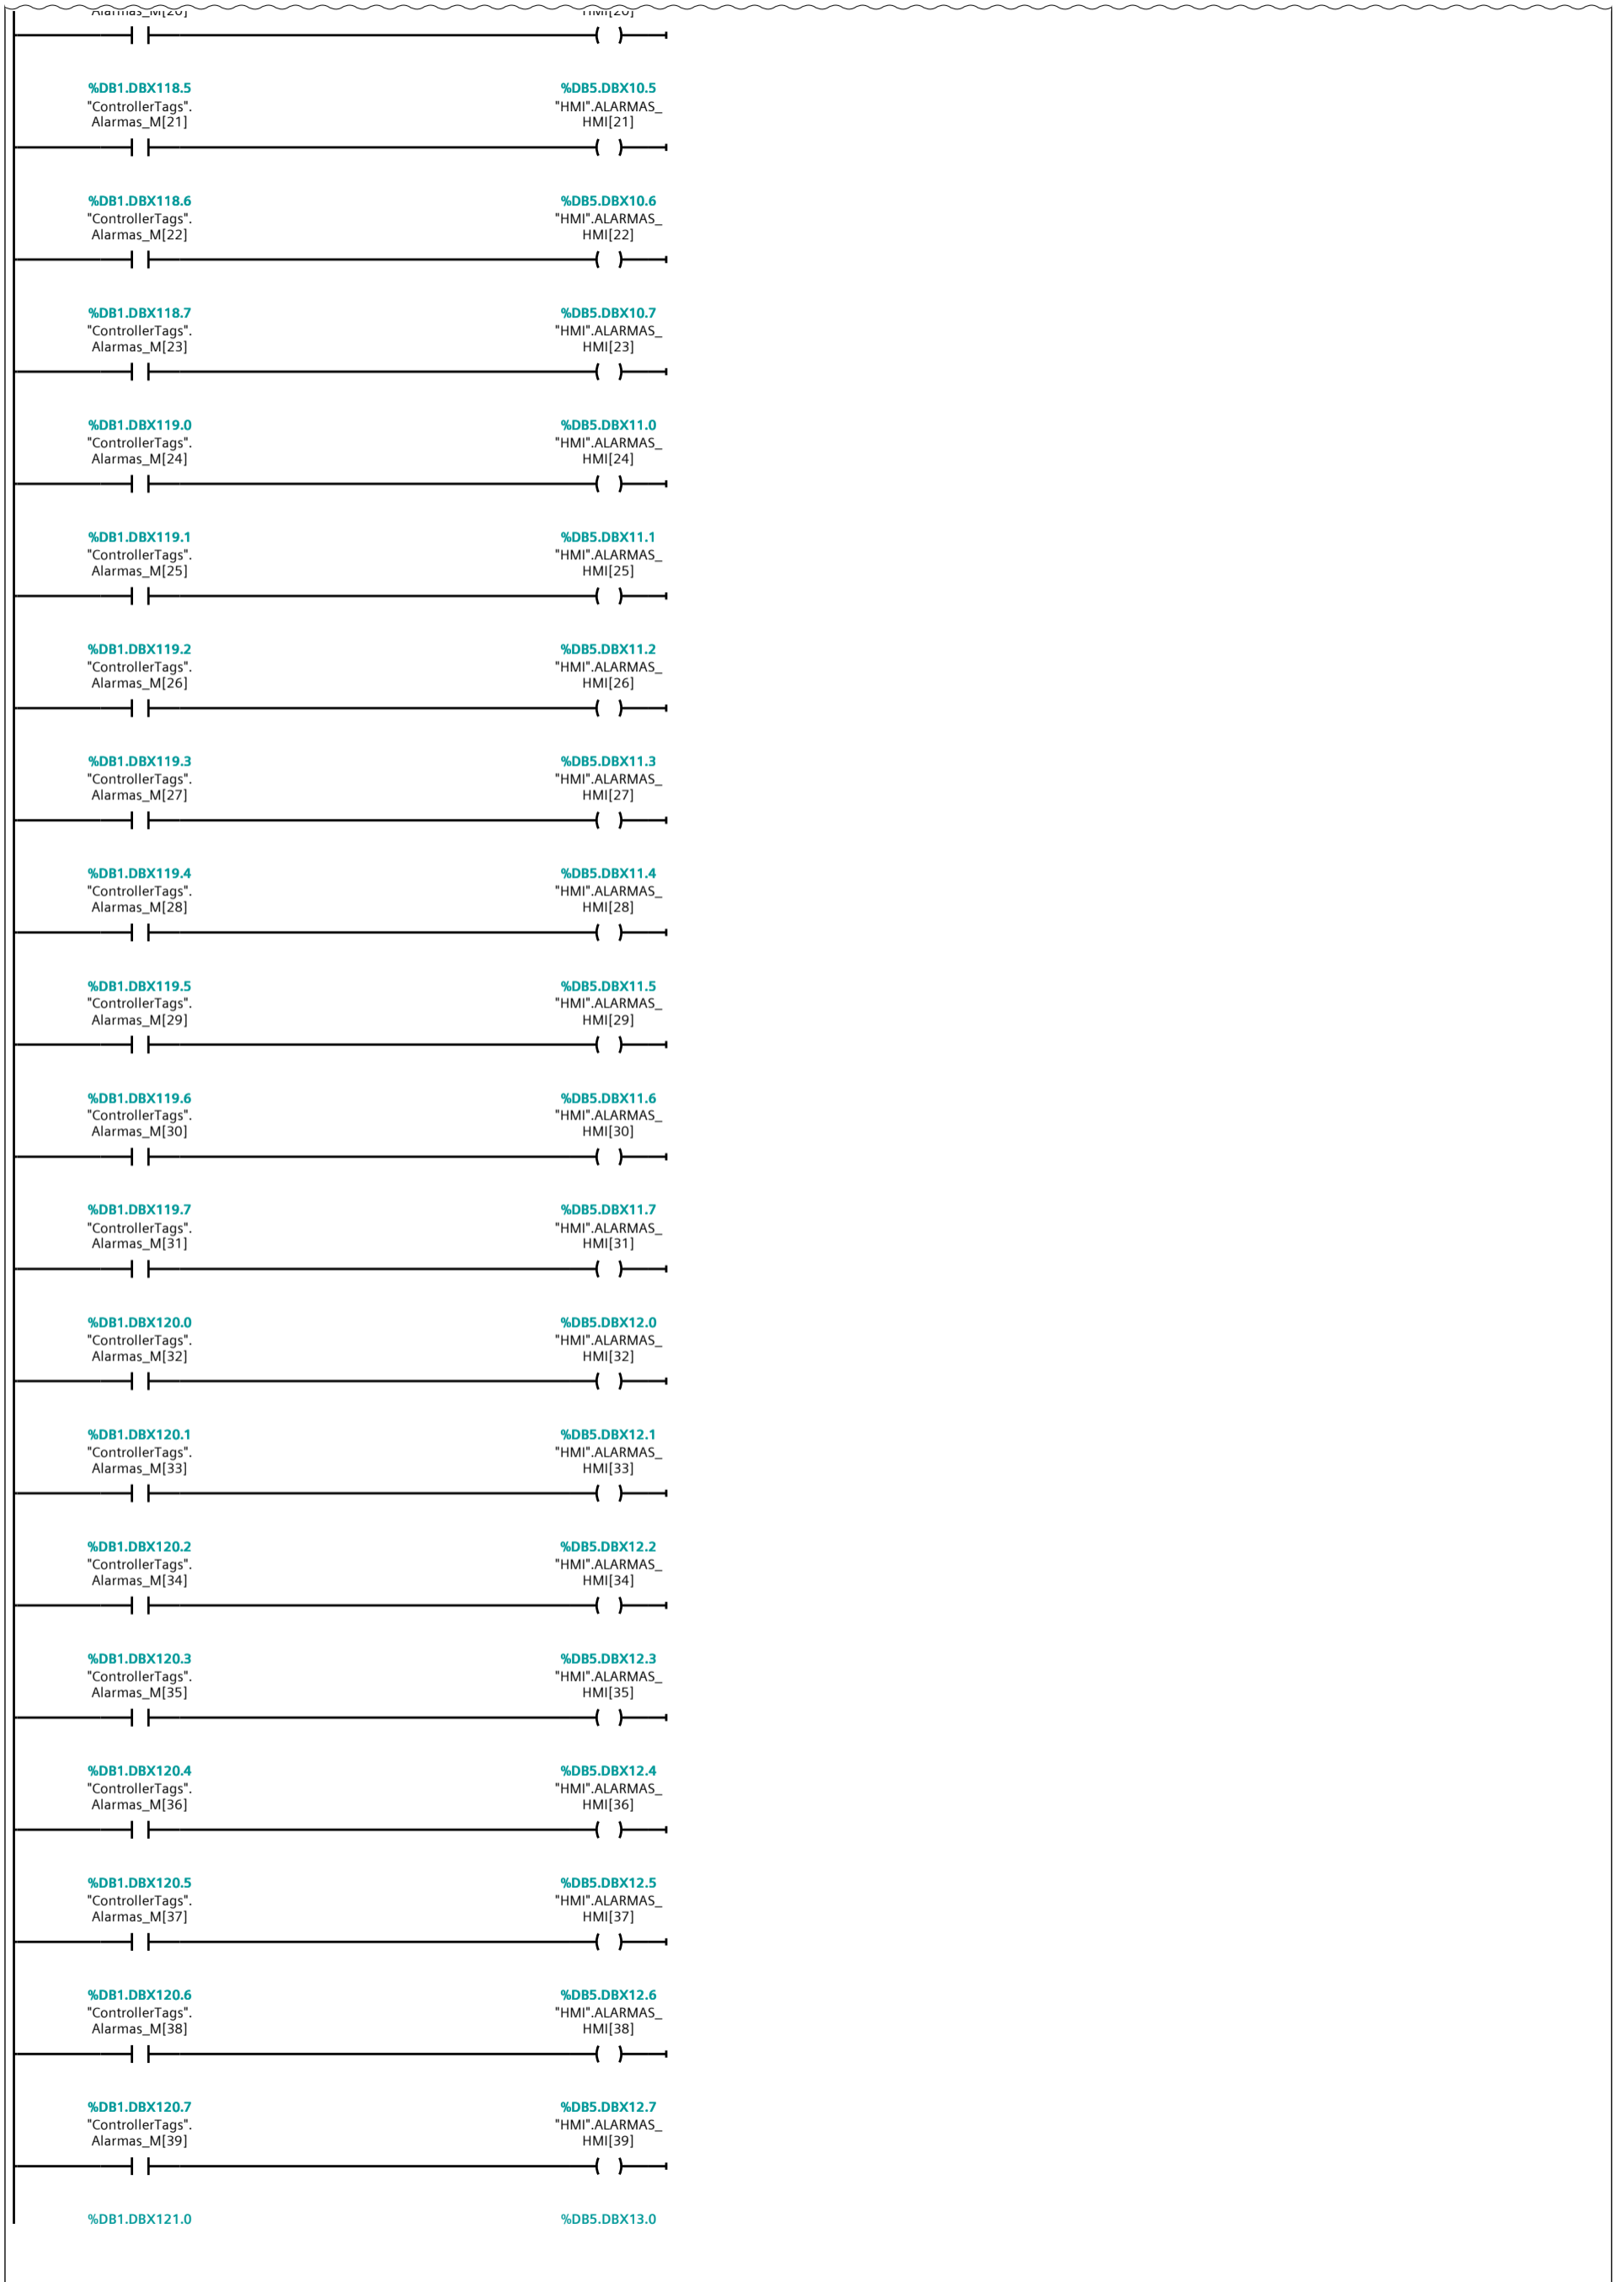 Alarmas_M[20] HMI[20]
%DB1.DBX118.5 %DB5.DBX10.5
"ControllerTags". "HMI".ALARMAS_
Alarmas_M[21] HMI[21]
%DB1.DBX118.6 %DB5.DBX10.6
"ControllerTags". "HMI".ALARMAS_
Alarmas_M[22] HMI[22]
%DB1.DBX118.7 %DB5.DBX10.7
"ControllerTags". "HMI".ALARMAS_
Alarmas_M[23] HMI[23]
%DB1.DBX119.0 %DB5.DBX11.0
"ControllerTags". "HMI".ALARMAS_
Alarmas_M[24] HMI[24]
%DB1.DBX119.1 %DB5.DBX11.1
"ControllerTags". "HMI".ALARMAS_
Alarmas_M[25] HMI[25]
%DB1.DBX119.2 %DB5.DBX11.2
"ControllerTags". "HMI".ALARMAS_
Alarmas_M[26] HMI[26]
%DB1.DBX119.3 %DB5.DBX11.3
"ControllerTags". "HMI".ALARMAS_
Alarmas_M[27] HMI[27]
%DB1.DBX119.4 %DB5.DBX11.4
"ControllerTags". "HMI".ALARMAS_
Alarmas_M[28] HMI[28]
%DB1.DBX119.5 %DB5.DBX11.5
"ControllerTags". "HMI".ALARMAS_
Alarmas_M[29] HMI[29]
%DB1.DBX119.6 %DB5.DBX11.6
"ControllerTags". "HMI".ALARMAS_
Alarmas_M[30] HMI[30]
%DB1.DBX119.7 %DB5.DBX11.7
"ControllerTags". "HMI".ALARMAS_
Alarmas_M[31] HMI[31]
%DB1.DBX120.0 %DB5.DBX12.0
"ControllerTags". "HMI".ALARMAS_
Alarmas_M[32] HMI[32]
%DB1.DBX120.1 %DB5.DBX12.1
"ControllerTags". "HMI".ALARMAS_
Alarmas_M[33] HMI[33]
%DB1.DBX120.2 %DB5.DBX12.2
"ControllerTags". "HMI".ALARMAS_
Alarmas_M[34] HMI[34]
%DB1.DBX120.3 %DB5.DBX12.3
"ControllerTags". "HMI".ALARMAS_
Alarmas_M[35] HMI[35]
%DB1.DBX120.4 %DB5.DBX12.4
"ControllerTags". "HMI".ALARMAS_
Alarmas_M[36] HMI[36]
%DB1.DBX120.5 %DB5.DBX12.5
"ControllerTags". "HMI".ALARMAS_
Alarmas_M[37] HMI[37]
%DB1.DBX120.6 %DB5.DBX12.6
"ControllerTags". "HMI".ALARMAS_
Alarmas_M[38] HMI[38]
%DB1.DBX120.7 %DB5.DBX12.7
"ControllerTags". "HMI".ALARMAS_
Alarmas_M[39] HMI[39]
%DB1.DBX121.0 %DB5.DBX13.0